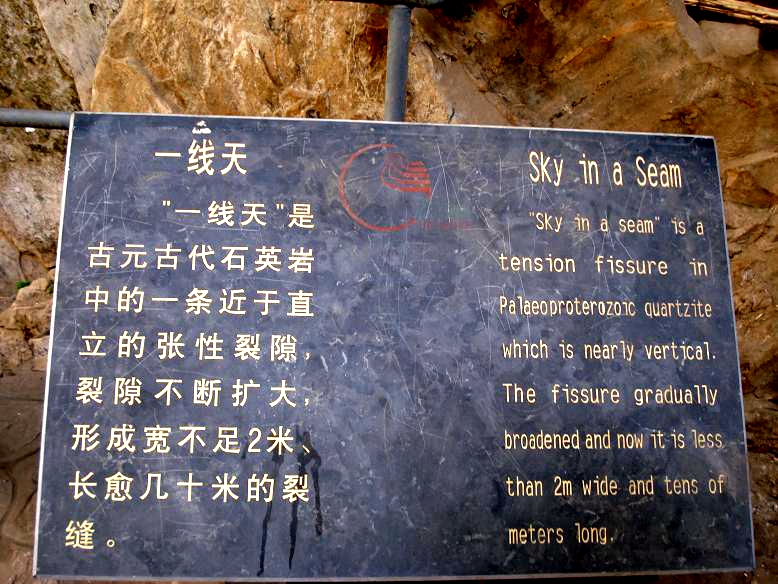 一线天
"一线天"是
古元古代石英岩
中的一条近于直
立的张性裂隙，
裂隙不断扩大，
形成宽不足2米、
长愈几十米的裂
缝。
Sky in a Seam
"Sky in a seam" is a
tension fissure in
Palaeoproterozoic quartzite
which is nearly vertical.
The fissure gradually
broadened and now it is less
than 2m wide and tens of
meters long.